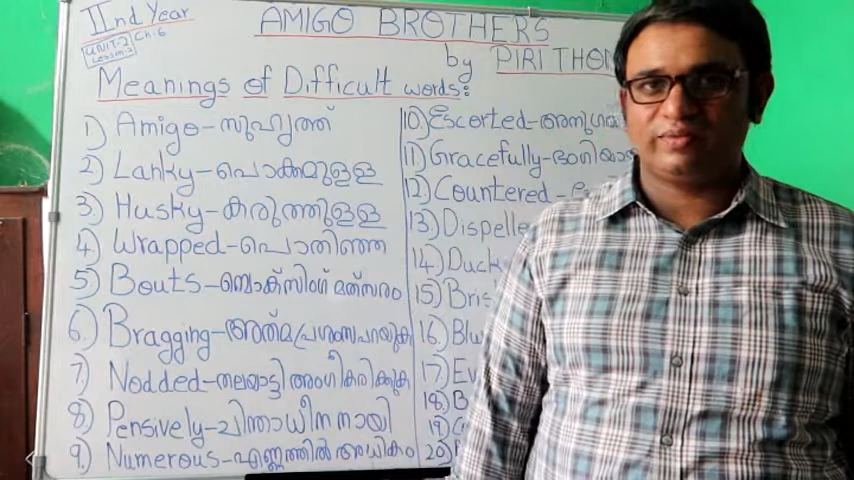 IInd Year
UNIT-2
Lesson-2
Ch:6
AMIGO BROTHERS
by PIRI THOM
Meanings of Difficult words:
1) Amigo-സുഹൃത്ത്
2) Lanky-പൊക്കമുളള
3) Husky-കരുത്തുളള
4) Wrapped-പൊതിഞ്ഞ
5) Bouts-ബോക്സിംഗ് മത്സരം
6) Bragging-ആത്മപ്രശംസപറയുക
7) Nodded-തലയാട്ടി അംഗീകരിക്കുക
8) Pensively-ചിന്താധീനനായി
9) Numerous-എണ്ണത്തിൽ അധികം
10) Escorted-അനുഗമ
11) Gracefully-ഭംഗിയാ
12) Countered-
13) Dispelle
14) Duck
15) Bris
16) Blu
17) Ev
18) B
19)
20)